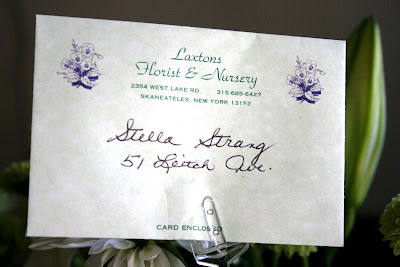 Laxtons
Florist & Nursery
2354 WEST LAKE RD. 315-685-6427
SKANEATELES, NEW YORK 13152
Stella Strang
51 Leitch Ave.
CARD ENCLOSED